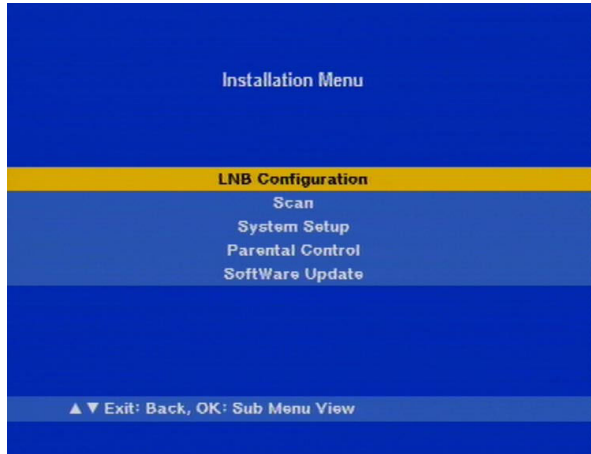 Installation Menu
LNB Configuration
Scan
System Setup
Parental Control
SoftWare Update
▲ ▼ Exit: Back, OK: Sub Menu View